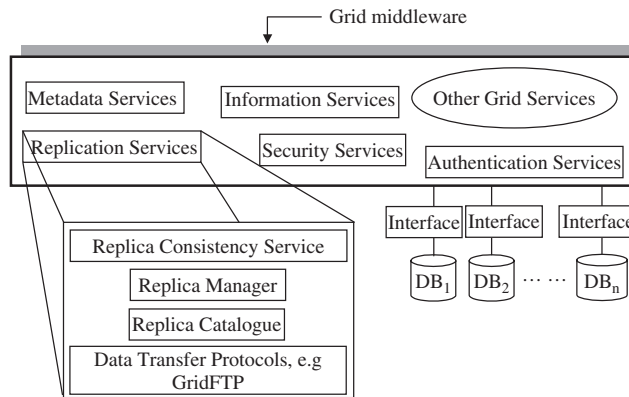 Grid middleware
Metadata Services
Information Services
Other Grid Services
Replication Services
Security Services
Authentication Services
Interface Interface Interface
Replica Consistency Service
DB1 DB2 ... ... DBn
Replica Manager
Replica Catalogue
Data Transfer Protocols, e.g
GridFTP